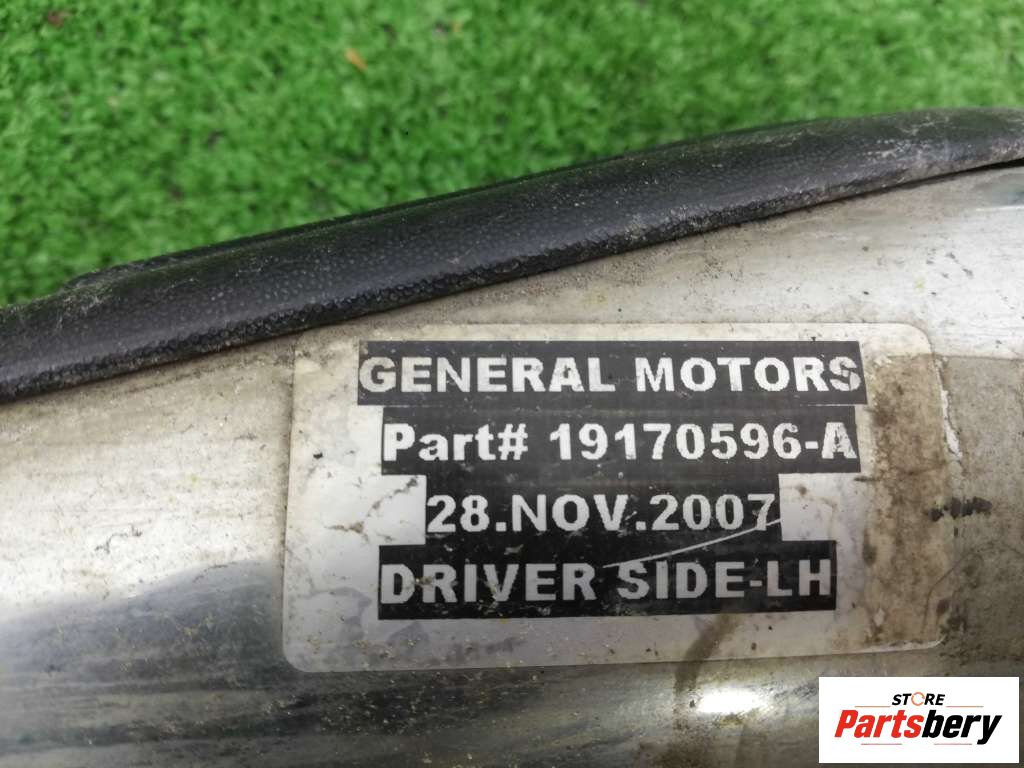 GENERAL MOTORS
Part# 19170596-A
28.NOV.2007
DRIVER SIDE-LH
STORE
Partsbery